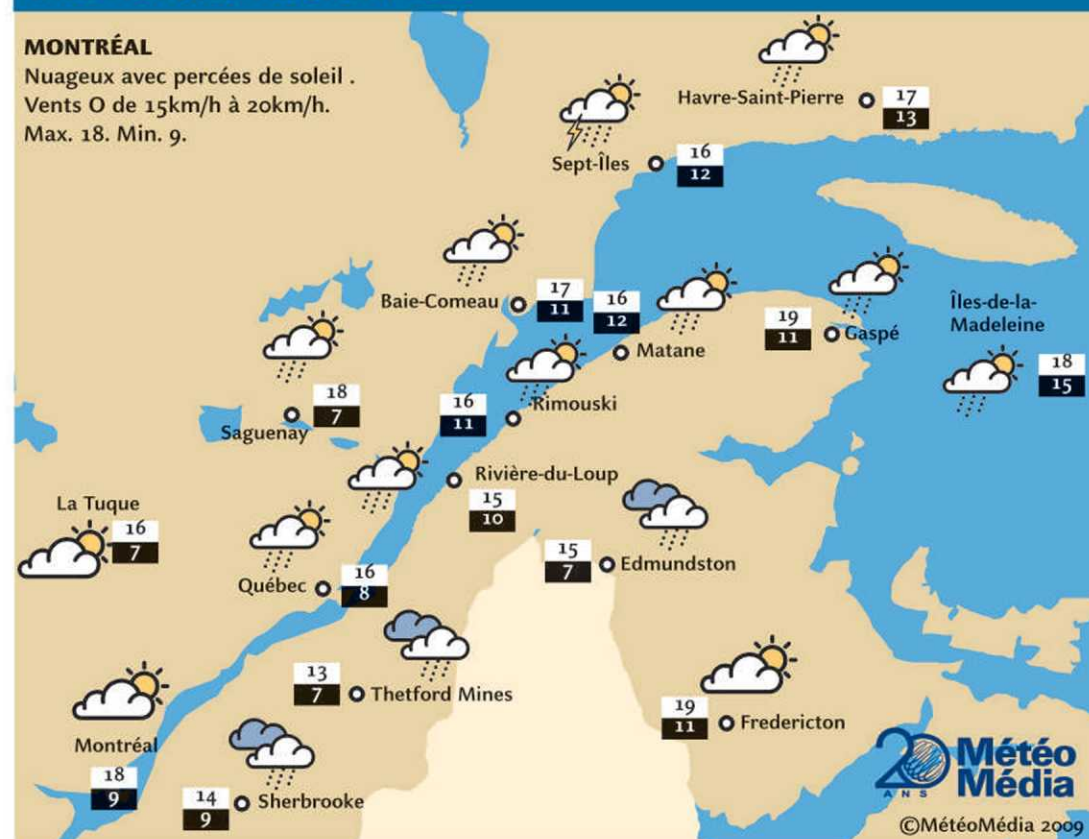 MONTRÉAL
Nuageux avec percées de soleil .
Vents O de 15km/h à 20km/h.
Max. 18. Min. 9.
Havre-Saint-Pierre
17
13
Sept-Îles
16
12
Baie-Comeau
17
11
16
12
Matane
19
11
Gaspé
Îles-de-la-
Madeleine
18
15
18
7
Saguenay
16
11
Rimouski
Rivière-du-Loup
15
10
La Tuque
16
7
15
7
Edmundston
Québec
16
8
13
7
Thetford Mines
19
11
Fredericton
Montréal
18
9
14
9
Sherbrooke
20
ANS
Météo
Média
©MétéoMédia 2009